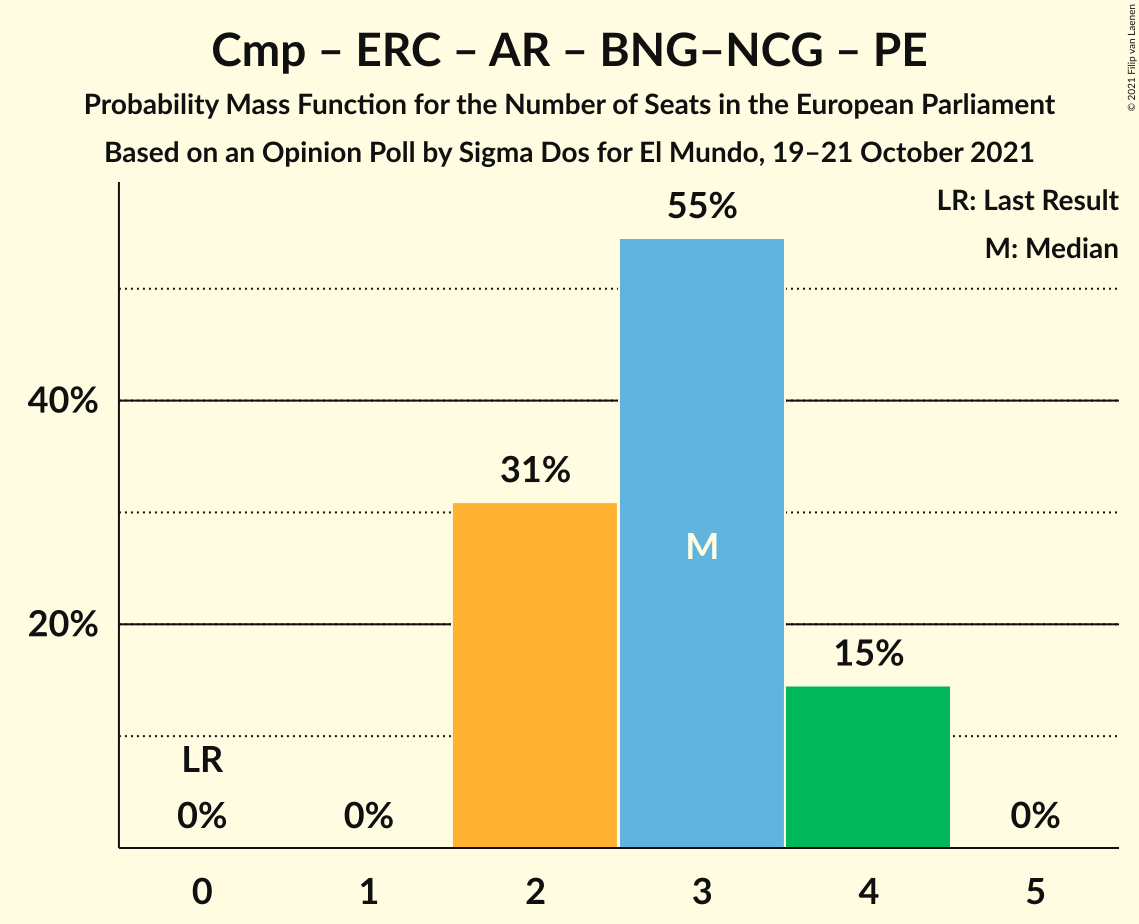 Cmp – ERC – AR – BNG–NCG – PE
Probability Mass Function for the Number of Seats in the European Parliament
Based on an Opinion Poll by Sigma Dos for El Mundo, 19–21 October 2021
© 2021 Filip van Laenen
LR: Last Result
M: Median
55%
40%
31%
M
20%
15%
LR
0%
0%
0%
0
1
2
3
4
5